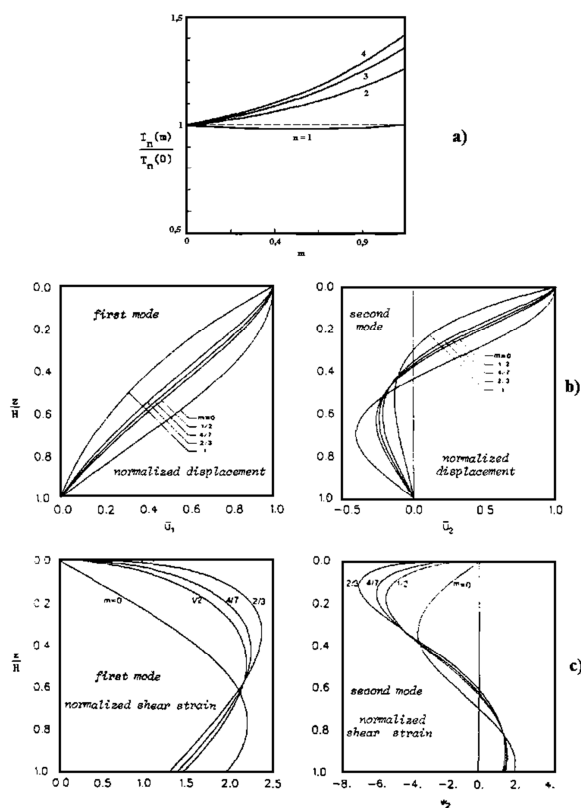 1,5
4
3
2
1
n = 1
T_n(m)
T_n(0)
a)
0,5
0
0,4
0,9
m
0.0
first mode
0.2
0.4
z
H
0.6
m=0
1/2
4/7
2/3
1
0.8
normalized displacement
1.0
0.0
0.2
0.4
0.6
0.8
1.0
ū₁
0.0
second
mode
0.2
m=0
1/2
4/7
2/3
1
0.4
b)
0.6
0.8
normalized
displacement
1.0
-0.4
0.0
0.5
1.0
ū₂
0.0
m=0
1/2
4/7
2/3
0.2
0.4
z
H
first mode
0.6
normalized shear strain
0.8
1.0
0.0
0.5
1.0
1.5
2.0
2.5
0.0
2/3
4/7
1/2
m=0
0.2
0.4
c)
0.6
second mode
normalized
shear strain
0.8
1.0
-8.
-6.
-4.
-2.
0.
2.
4.